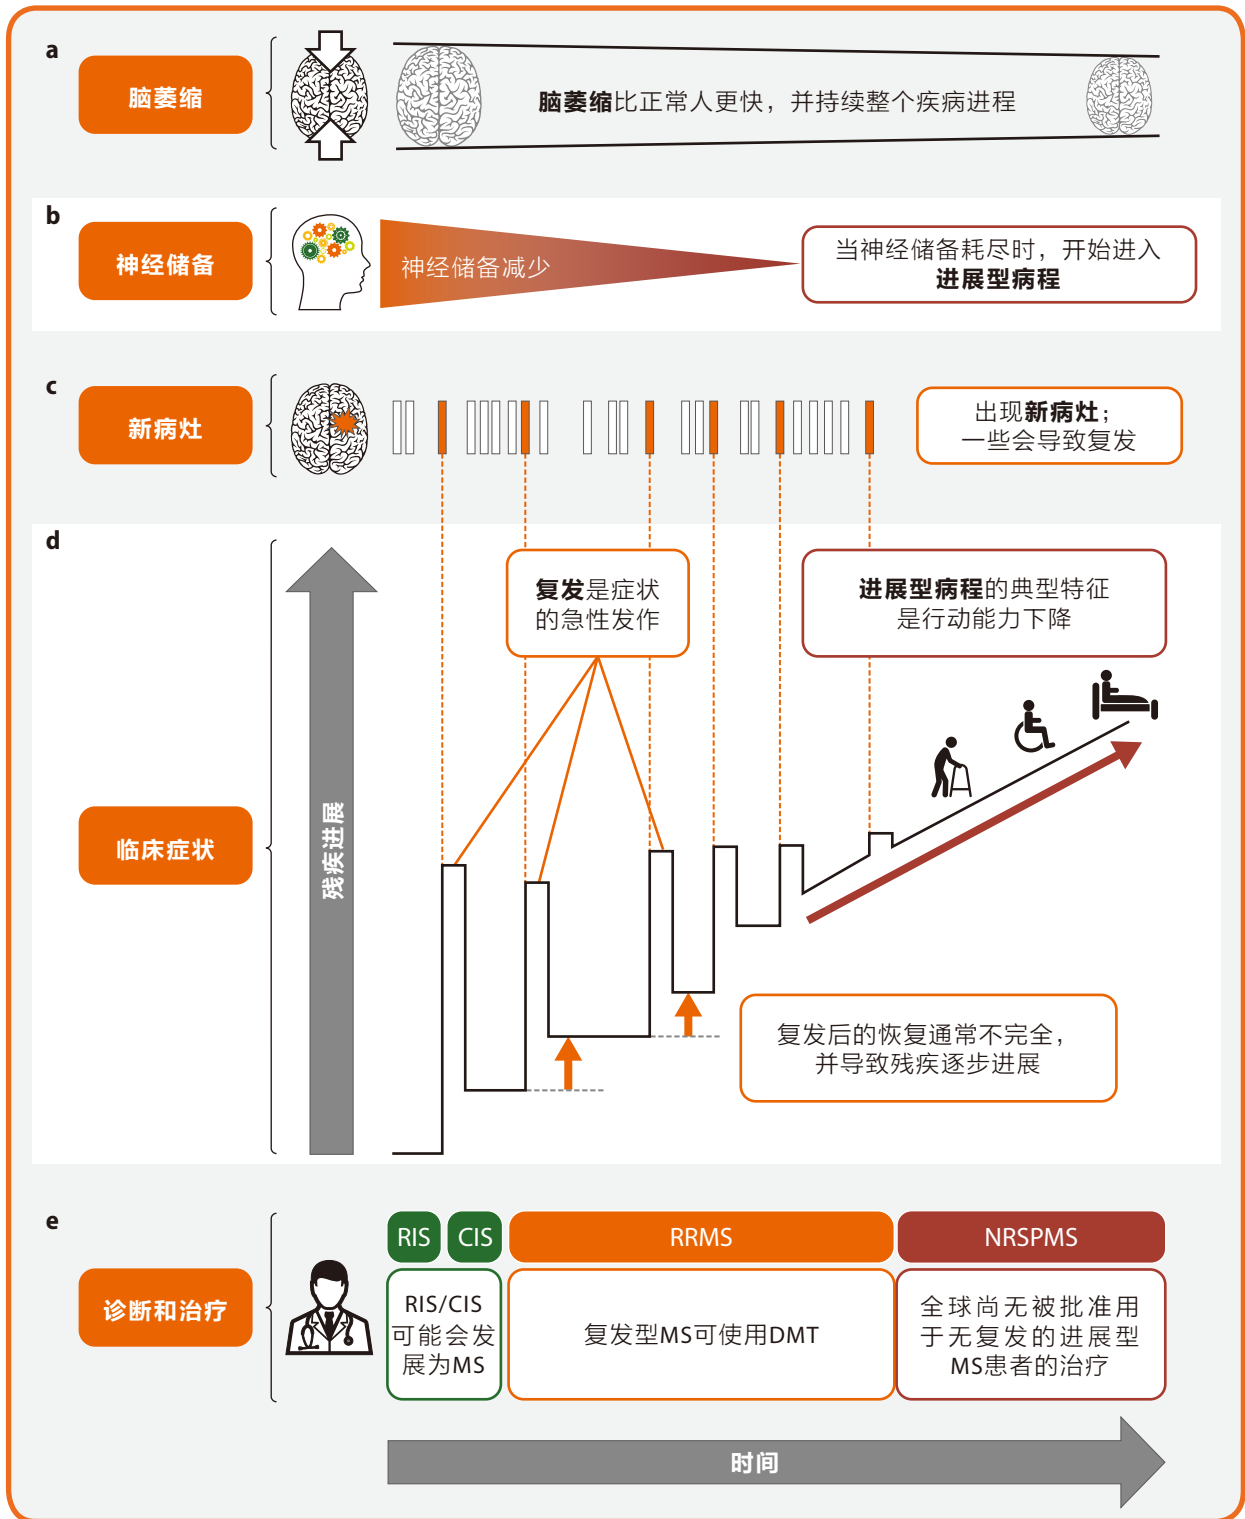 a
脑萎缩
脑萎缩比正常人更快，并持续整个疾病进程
b
神经储备
神经储备减少
当神经储备耗尽时，开始进入
进展型病程
c
新病灶
出现新病灶；
一些会导致复发
d
临床症状
残疾进展
复发是症状
的急性发作
进展型病程的典型特征
是行动能力下降
复发后的恢复通常不完全，
并导致残疾逐步进展
e
诊断和治疗
RIS
CIS
RRMS
NRSPMS
RIS/CIS
可能会发
展为MS
复发型MS可使用DMT
全球尚无被批准用
于无复发的进展型
MS患者的治疗
时间